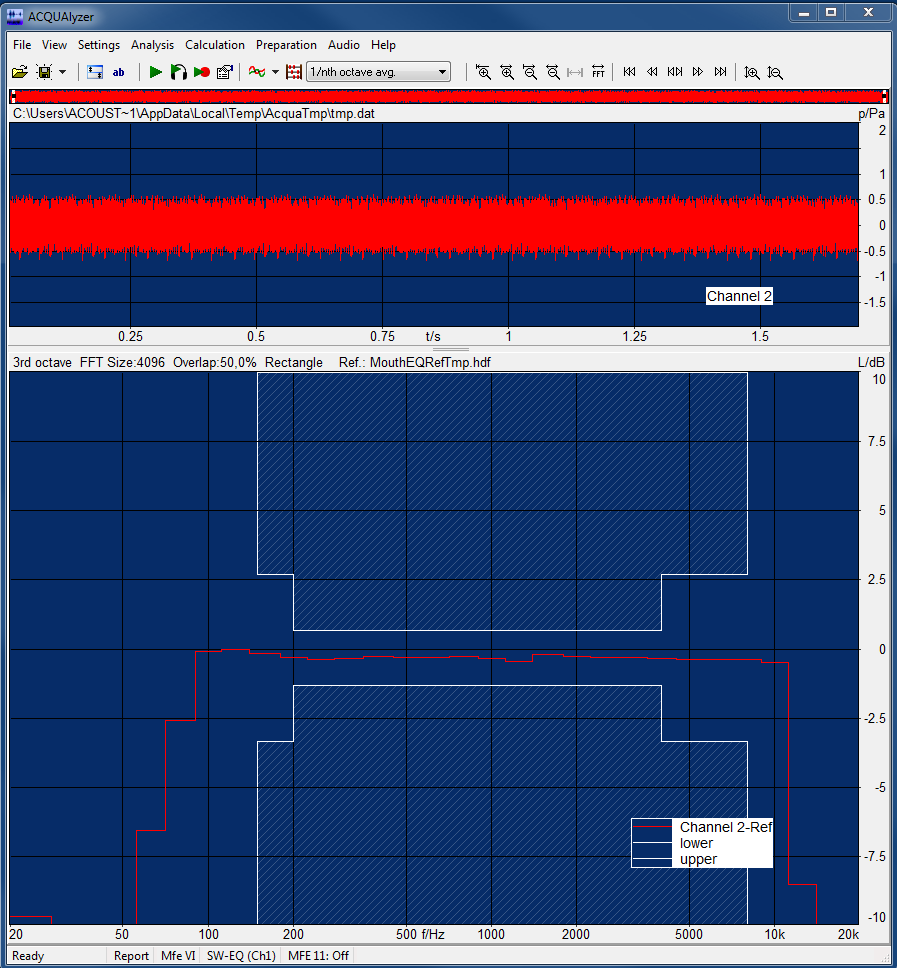 ACQUAlyzer
File View Settings Analysis Calculation Preparation Audio Help
ab 1/nth octave avg. FFT
C:\Users\ACOUST~1\AppData\Local\Temp\AcquaTmp\tmp.dat p/Pa
2
1
0.5
0
-0.5
-1
Channel 2
-1.5
0.25 0.5 0.75 t/s 1 1.25 1.5
3rd octave FFT Size:4096 Overlap:50,0% Rectangle Ref.: MouthEQRefTmp.hdf L/dB
10
7.5
5
2.5
0
-2.5
-5
Channel 2-Ref
lower
-7.5
upper
-10
20 50 100 200 500 f/Hz 1000 2000 5000 10k 20k
Ready Report Mfe VI SW-EQ (Ch1) MFE 11: Off